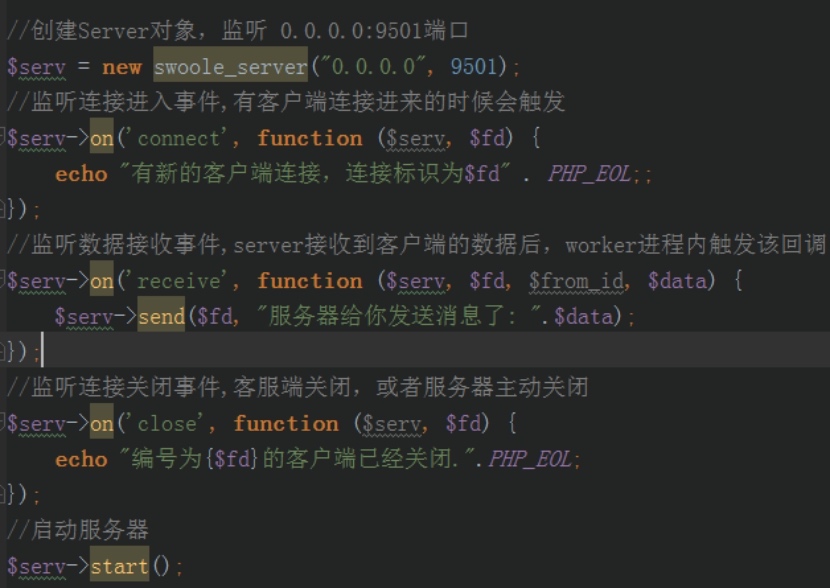 //创建Server对象，监听 0.0.0.0:9501端口
$serv = new swoole_server("0.0.0.0", 9501);
//监听连接进入事件,有客户端连接进来的时候会触发
$serv->on('connect', function ($serv, $fd) {
    echo "有新的客户端连接，连接标识为$fd" . PHP_EOL;;
});
//监听数据接收事件,server接收到客户端的数据后，worker进程内触发该回调
$serv->on('receive', function ($serv, $fd, $from_id, $data) {
    $serv->send($fd, "服务器给你发送消息了: ".$data);
});
//监听连接关闭事件,客服端关闭，或者服务器主动关闭
$serv->on('close', function ($serv, $fd) {
    echo "编号为{$fd}的客户端已经关闭.".PHP_EOL;
});
//启动服务器
$serv->start();